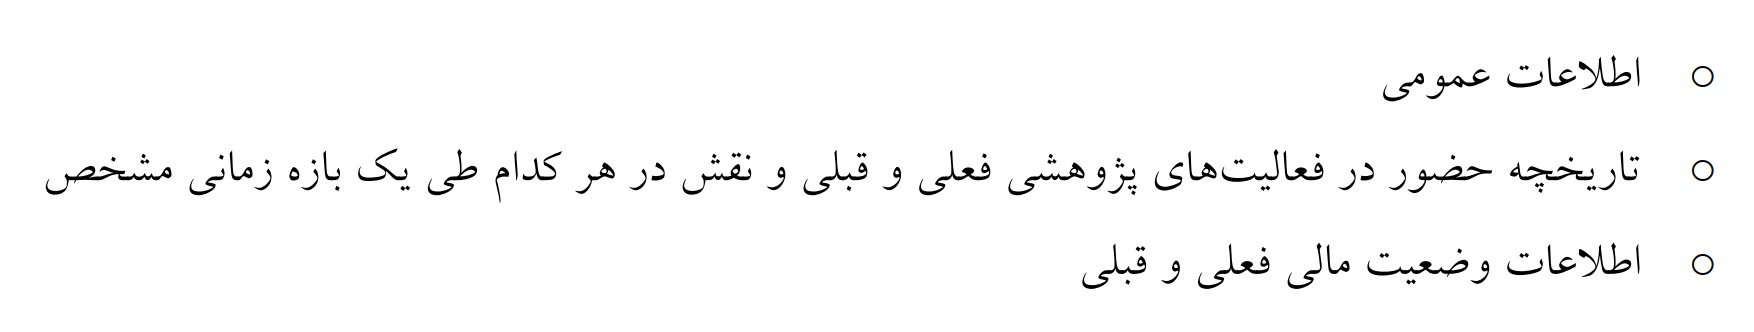 ○ اطلاعات عمومی
○ تاریخچه حضور در فعالیت‌های پژوهشی فعلی و قبلی و نقش در هر کدام طی یک بازه زمانی مشخص
○ اطلاعات وضعیت مالی فعلی و قبلی